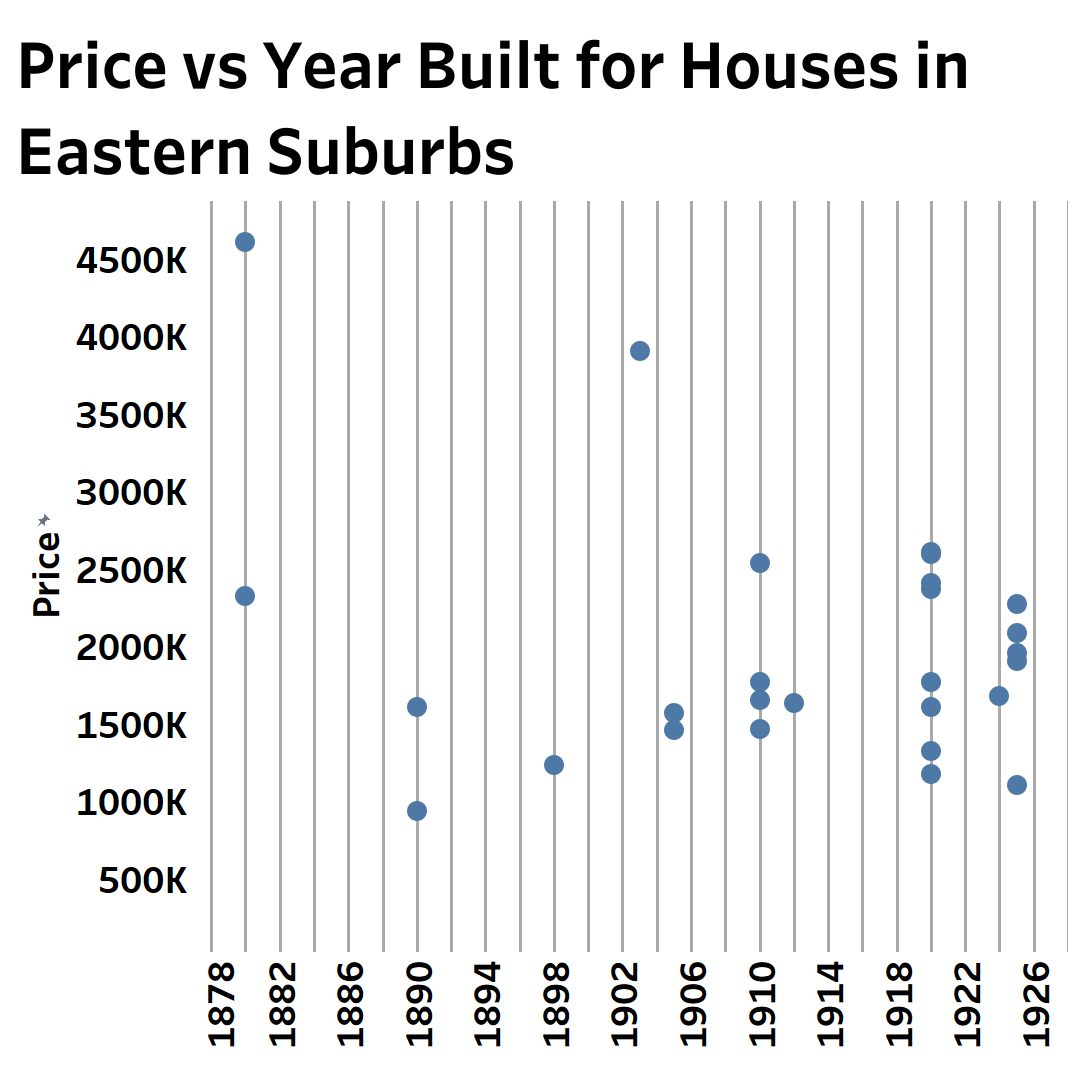 Price vs Year Built for Houses in
Eastern Suburbs
4500K
4000K
3500K
3000K
2500K
2000K
1500K
1000K
500K
Price
1878
1882
1886
1890
1894
1898
1902
1906
1910
1914
1918
1922
1926